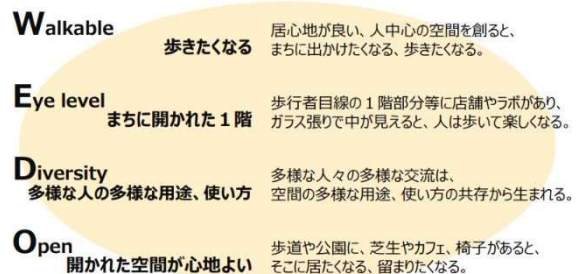 Walkable
歩きたくなる
居心地が良い、人中心の空間を創ると、
まちに出かけたくなる、歩きたくなる。
Eye level
まちに開かれた1階
歩行者目線の1階部分等に店舗やラボがあり、
ガラス張りで中が見えると、人は歩いて楽しくなる。
Diversity
多様な人の多様な用途、使い方
多様な人々の多様な交流は、
空間の多様な用途、使い方の共存から生まれる。
Open
開かれた空間が心地よい
歩道や公園に、芝生やカフェ、椅子があると、
そこに居たくなる、留まりたくなる。